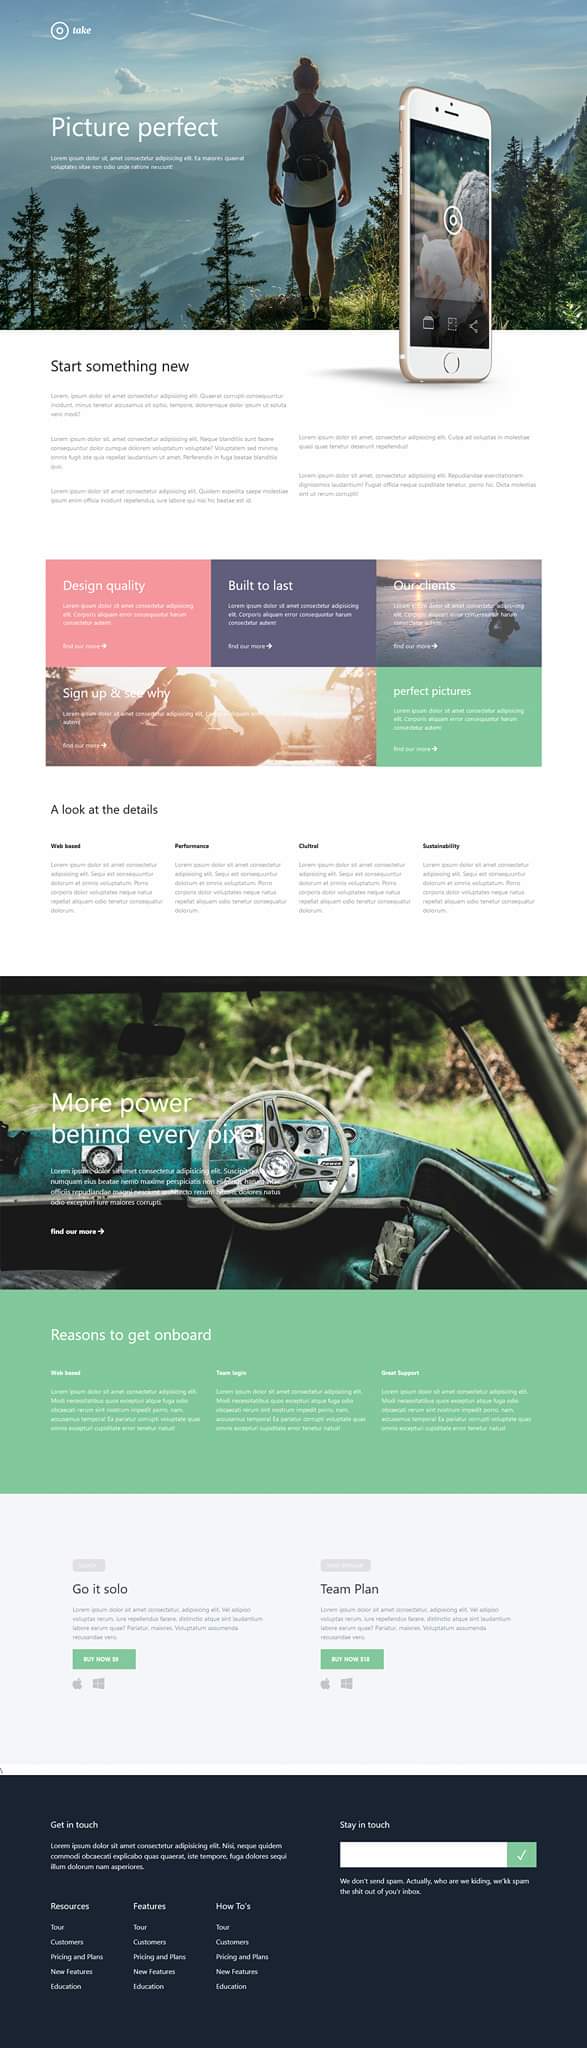 take
Picture perfect
Lorem ipsum dolor sit, amet consectetur adipisicing elit. Ea maiores quaerat
voluptates vitae non odio unde ratione nesciunt!
Start something new
Lorem, ipsum dolor sit amet consectetur adipisicing elit. Quaerat corrupti consequuntur
incidunt, minus tenetur accusamus sit optio, tempore, doloremque dolor ipsum ut soluta
vero modi?
Lorem ipsum dolor sit amet consectetur, adipisicing elit. Neque blanditiis sunt facere
consequuntur dolor cumque dolorem voluptatum voluptate? Voluptatem sed minima
omnis fugit iste quis repellat laudantium ut amet. Perferendis in fuga beatae blanditiis
quo.
Lorem ipsum dolor sit amet consectetur, adipisicing elit. Quidem expedita saepe molestiae
ipsum enim officia incidunt repellendus, iure labore qui nisi hic beatae est id.
Lorem ipsum dolor sit amet, consectetur adipisicing elit. Culpa ad voluptas in molestiae
quasi quae tenetur deserunt repellendus!
Lorem, ipsum dolor sit amet consectetur adipisicing elit. Repudiandae exercitationem
dignissimos laudantium! Fugiat officia neque cupiditate tenetur, porro hic. Dicta molestias
sint ut rerum corrupti!
Design quality
Lorem ipsum dolor sit amet consectetur adipisicing
elit. Corporis aliquam error consequuntur harum
consectetur autem!
find our more
Built to last
Lorem ipsum dolor sit amet consectetur adipisicing
elit. Corporis aliquam error consequuntur harum
consectetur autem!
find our more
Our clients
Lorem ipsum dolor sit amet consectetur adipisicing
elit. Corporis aliquam error consequuntur harum
consectetur autem!
find our more
Sign up & see why
Lorem ipsum dolor sit amet consectetur adipisicing elit.
autem!
find our more
perfect pictures
Lorem ipsum dolor sit amet consectetur adipisicing
elit. Corporis aliquam error consequuntur harum
consectetur autem!
find our more
A look at the details
Web based
Lorem ipsum dolor sit amet consectetur
adipisicing elit. Sequi est consequuntur
dolorum et omnis voluptatum. Porro
corporis dolor veniam neque natus
repellat aliquam odio tenetur consequatur
dolorum.
Performance
Lorem ipsum dolor sit amet consectetur
adipisicing elit. Sequi est consequuntur
dolorum et omnis voluptatum. Porro
corporis dolor veniam neque natus
repellat aliquam odio tenetur consequatur
dolorum.
Clultral
Lorem ipsum dolor sit amet consectetur
adipisicing elit. Sequi est consequuntur
dolorum et omnis voluptatum. Porro
corporis dolor veniam neque natus
repellat aliquam odio tenetur consequatur
dolorum.
Sustainability
Lorem ipsum dolor sit amet consectetur
adipisicing elit. Sequi est consequuntur
dolorum et omnis voluptatum. Porro
corporis dolor veniam neque natus
repellat aliquam odio tenetur consequatur
dolorum.
More power
behind every pixel
Lorem ipsum, dolor sit amet consectetur adipisicing elit. Suscipit
numquam eius beatae nemo maxime perspiciatis non
officiis repudiandae magni nesciunt architecto rerum dolores natus
odio excepturi iure maiores corrupti.
find our more
Reasons to get onboard
Web based
Lorem ipsum dolor sit amet consectetur adipisicing elit.
Modi necessitatibus quos excepturi atque fuga odio
obcaecati rerum sint nostrum impedit porro, nam,
accusamus tempora! Ea pariatur corrupti voluptate quas
omnis excepturi cupiditate error tenetur natus!
Team login
Lorem ipsum dolor sit amet consectetur adipisicing elit.
Modi necessitatibus quos excepturi atque fuga odio
obcaecati rerum sint nostrum impedit porro, nam,
accusamus tempora! Ea pariatur corrupti voluptate quas
omnis excepturi cupiditate error tenetur natus!
Great Support
Lorem ipsum dolor sit amet consectetur adipisicing elit.
Modi necessitatibus quos excepturi atque fuga odio
obcaecati rerum sint nostrum impedit porro, nam,
accusamus tempora! Ea pariatur corrupti voluptate quas
omnis excepturi cupiditate error tenetur natus!
Go it solo
Lorem ipsum dolor sit amet consectetur, adipisicing elit. Vel adipisci
voluptas rerum, iure repellendus facere, distinctio atque sint laudantium
labore earum quae? Pariatur, maiores. Voluptatum assumenda
recusandae vero.
BUY NOW $9
Team Plan
Lorem ipsum dolor sit amet consectetur, adipisicing elit. Vel adipisci
voluptas rerum, iure repellendus facere, distinctio atque sint laudantium
labore earum quae? Pariatur, maiores. Voluptatum assumenda
recusandae vero.
BUY NOW $18
\
Get in touch
Lorem ipsum dolor sit amet consectetur adipisicing elit. Nisi, neque quidem
commodi obcaecati explicabo quas quaerat, iste tempore, fuga dolores sequi
illum dolorum nam asperiores.
Stay in touch
We don't send spam. Actually, who are we kiding, we'kk spam
the shit out of you'r inbox.
Resources
Tour
Customers
Pricing and Plans
New Features
Education
Features
Tour
Customers
Pricing and Plans
New Features
Education
How To's
Tour
Customers
Pricing and Plans
New Features
Education